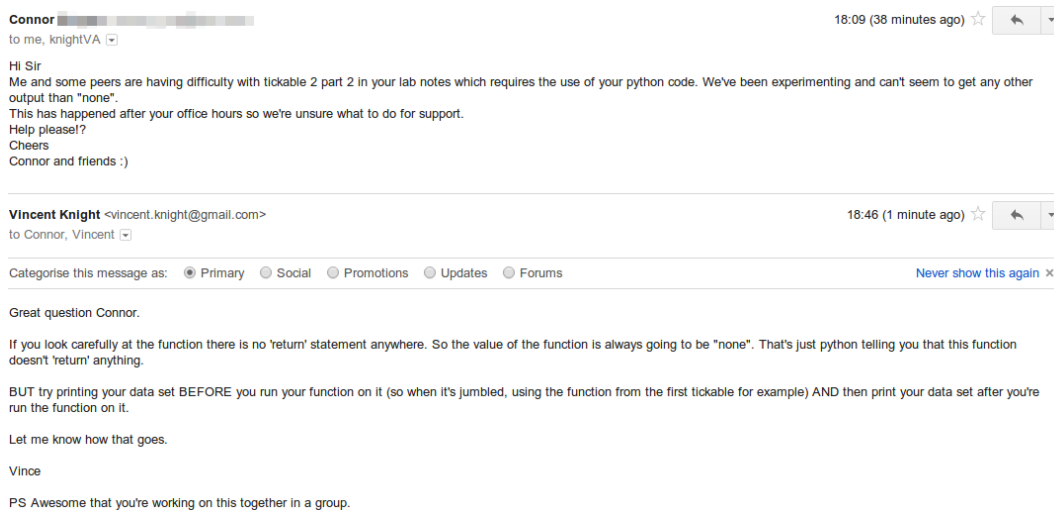 Connor
18:09 (38 minutes ago)
to me, knightVA
Hi Sir
Me and some peers are having difficulty with tickable 2 part 2 in your lab notes which requires the use of your python code. We've been experimenting and can't seem to get any other
output than "none".
This has happened after your office hours so we're unsure what to do for support.
Help please!?
Cheers
Connor and friends :)
Vincent Knight <vincent.knight@gmail.com>
18:46 (1 minute ago)
to Connor, Vincent
Categorise this message as: Primary Social Promotions Updates Forums
Never show this again ×
Great question Connor.
If you look carefully at the function there is no 'return' statement anywhere. So the value of the function is always going to be "none". That's just python telling you that this function
doesn't 'return' anything.
BUT try printing your data set BEFORE you run your function on it (so when it's jumbled, using the function from the first tickable for example) AND then print your data set after you're
run the function on it.
Let me know how that goes.
Vince
PS Awesome that you're working on this together in a group.